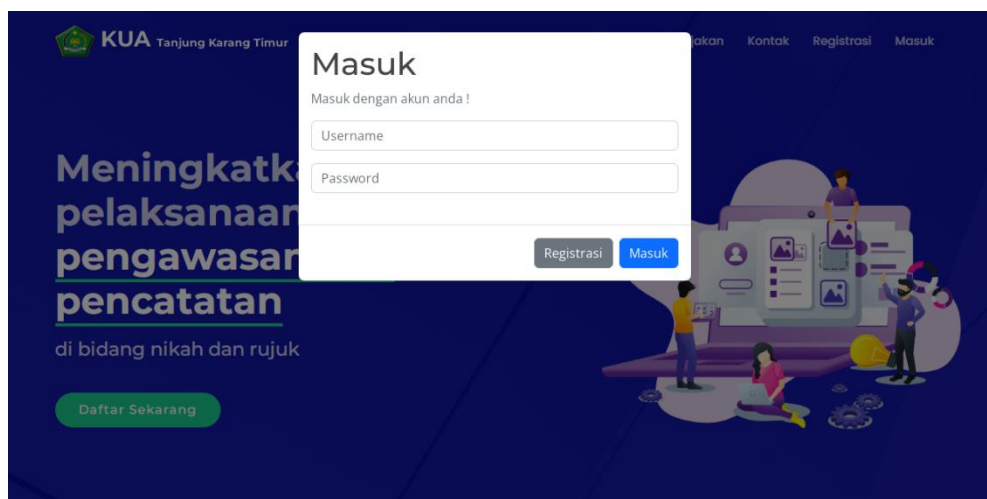 KUA Tanjung Karang Timur
jakan Kontak Registrasi Masuk
Masuk
Masuk dengan akun anda !
Username
Password
Registrasi Masuk
Meningkatk
pelaksanaan
pengawasan
pencatatan
di bidang nikah dan rujuk
Daftar Sekarang